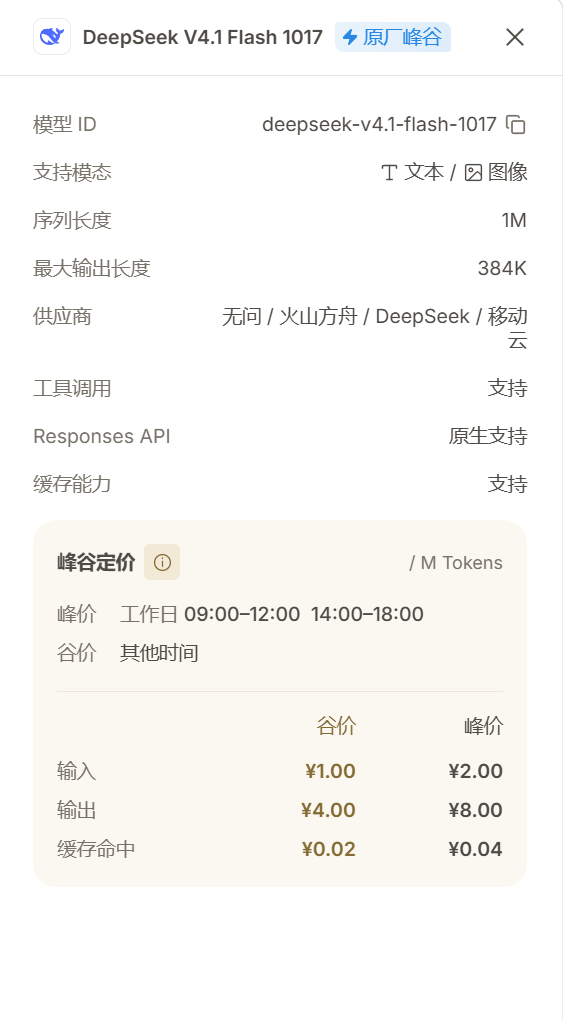 DeepSeek V4.1 Flash 1017 原厂峰谷
模型 ID deepseek-v4.1-flash-1017
支持模态 文本 / 图像
序列长度 1M
最大输出长度 384K
供应商 无问 / 火山方舟 / DeepSeek / 移动
云
工具调用 支持
Responses API 原生支持
缓存能力 支持
峰谷定价 / M Tokens
峰价 工作日 09:00–12:00 14:00–18:00
谷价 其他时间
谷价 峰价
输入 ¥1.00 ¥2.00
输出 ¥4.00 ¥8.00
缓存命中 ¥0.02 ¥0.04